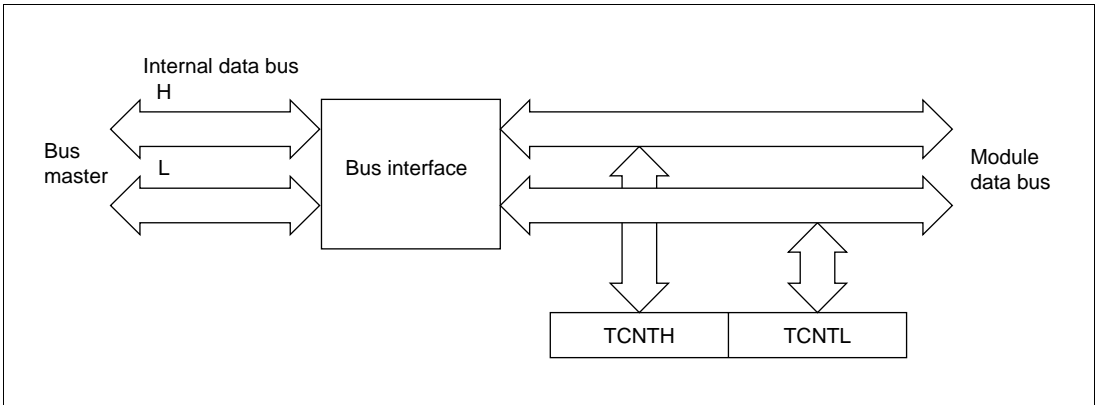 Internal data bus
H
Bus
master
L
Bus interface
Module
data bus
TCNTH
TCNTL